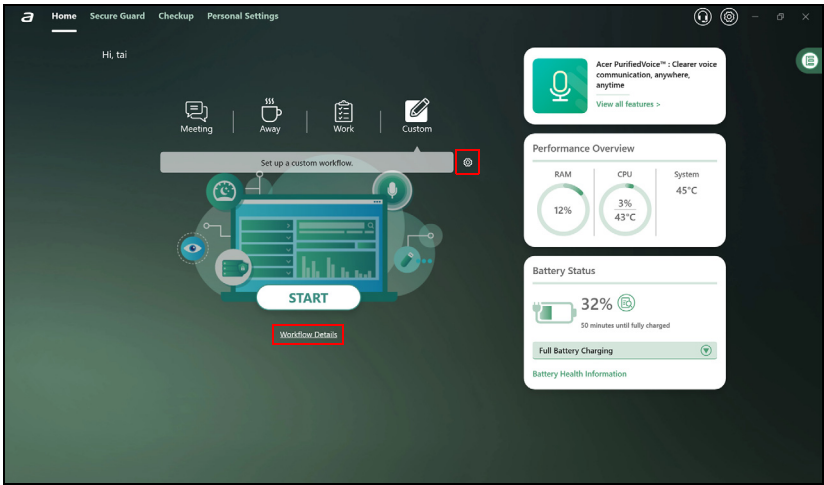 a
Home Secure Guard Checkup Personal Settings
Hi, tai
Meeting Away Work Custom
Set up a custom workflow.
START
Workflow Details
Acer PurifiedVoice™ : Clearer voice
communication, anywhere,
anytime
View all features >
Performance Overview
RAM CPU System
12%
3%
43°C
45°C
Battery Status
32%
50 minutes until fully charged
Full Battery Charging
Battery Health Information